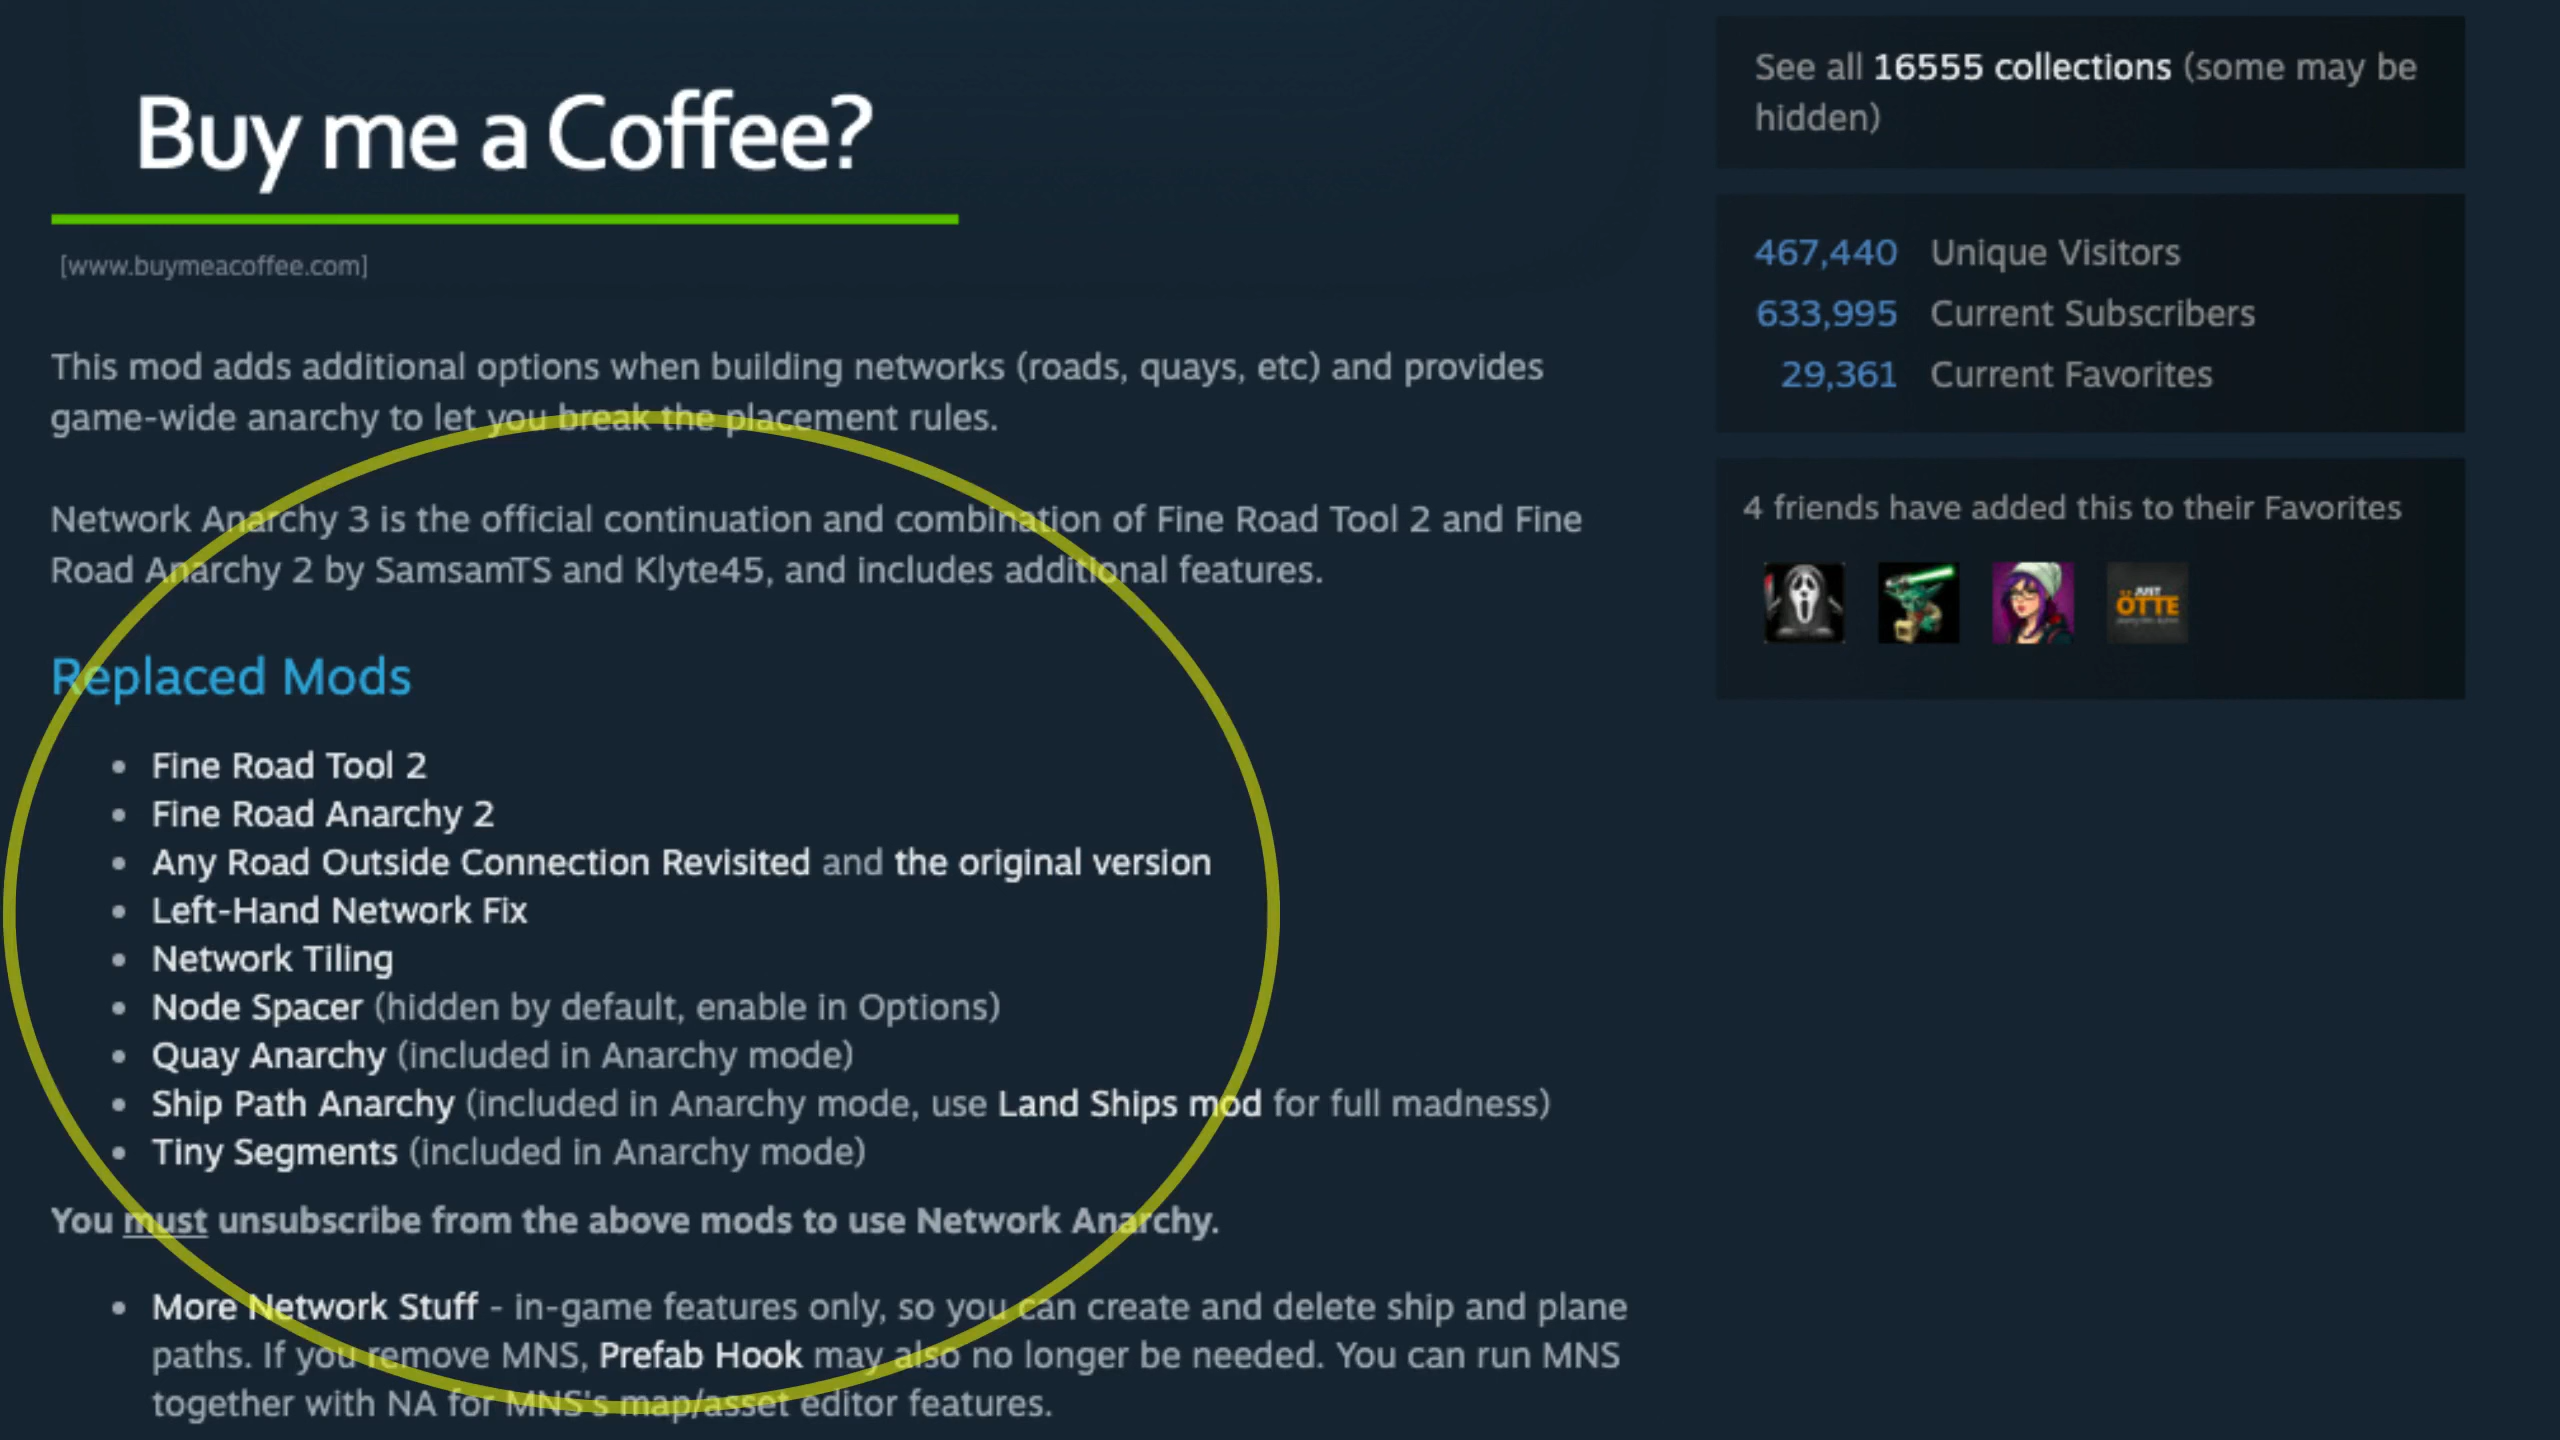 Buy me a Coffee?
[www.buymeacoffee.com]
This mod adds additional options when building networks (roads, quays, etc) and provides
game-wide anarchy to let you break the placement rules.
Network Anarchy 3 is the official continuation and combination of Fine Road Tool 2 and Fine
Road Anarchy 2 by SamsamTS and Klyte45, and includes additional features.
Replaced Mods
• Fine Road Tool 2
• Fine Road Anarchy 2
• Any Road Outside Connection Revisited and the original version
• Left-Hand Network Fix
• Network Tiling
• Node Spacer (hidden by default, enable in Options)
• Quay Anarchy (included in Anarchy mode)
• Ship Path Anarchy (included in Anarchy mode, use Land Ships mod for full madness)
• Tiny Segments (included in Anarchy mode)
You must unsubscribe from the above mods to use Network Anarchy.
• More Network Stuff - in-game features only, so you can create and delete ship and plane
paths. If you remove MNS, Prefab Hook may also no longer be needed. You can run MNS
together with NA for MNS's map/asset editor features.
See all 16555 collections (some may be
hidden)
467,440 Unique Visitors
633,995 Current Subscribers
29,361 Current Favorites
4 friends have added this to their Favorites
JUST
OTTE